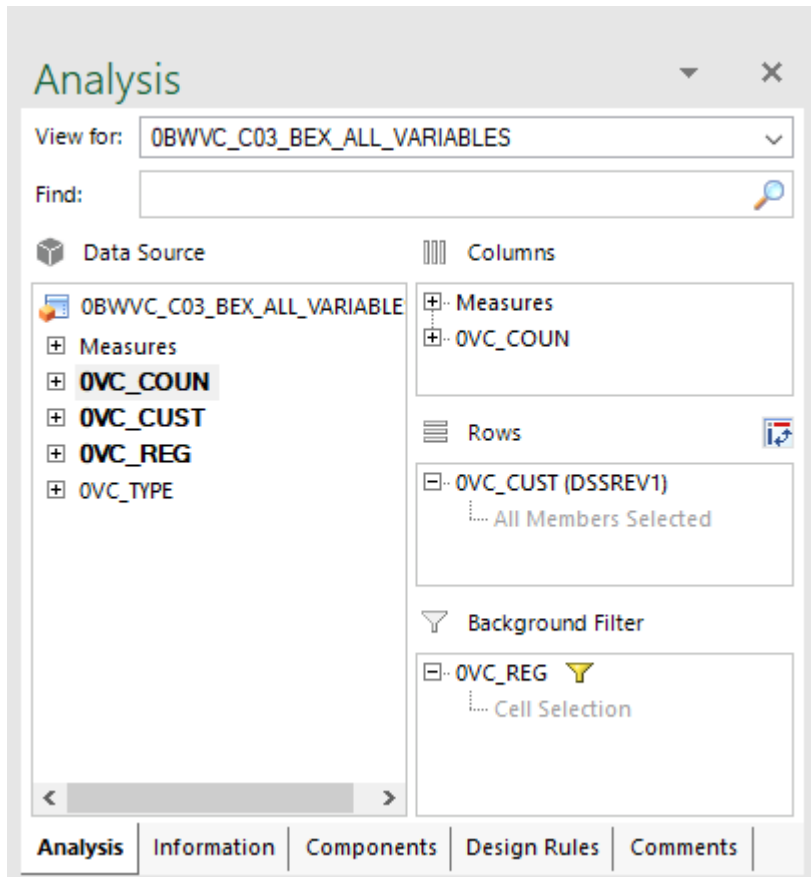 Analysis
View for: 0BWVC_C03_BEX_ALL_VARIABLES
Find:
Data Source
0BWVC_C03_BEX_ALL_VARIABLE
Measures
0VC_COUN
0VC_CUST
0VC_REG
0VC_TYPE
Columns
Measures
0VC_COUN
Rows
0VC_CUST (DSSREV1)
All Members Selected
Background Filter
0VC_REG
Cell Selection
Analysis Information Components Design Rules Comments